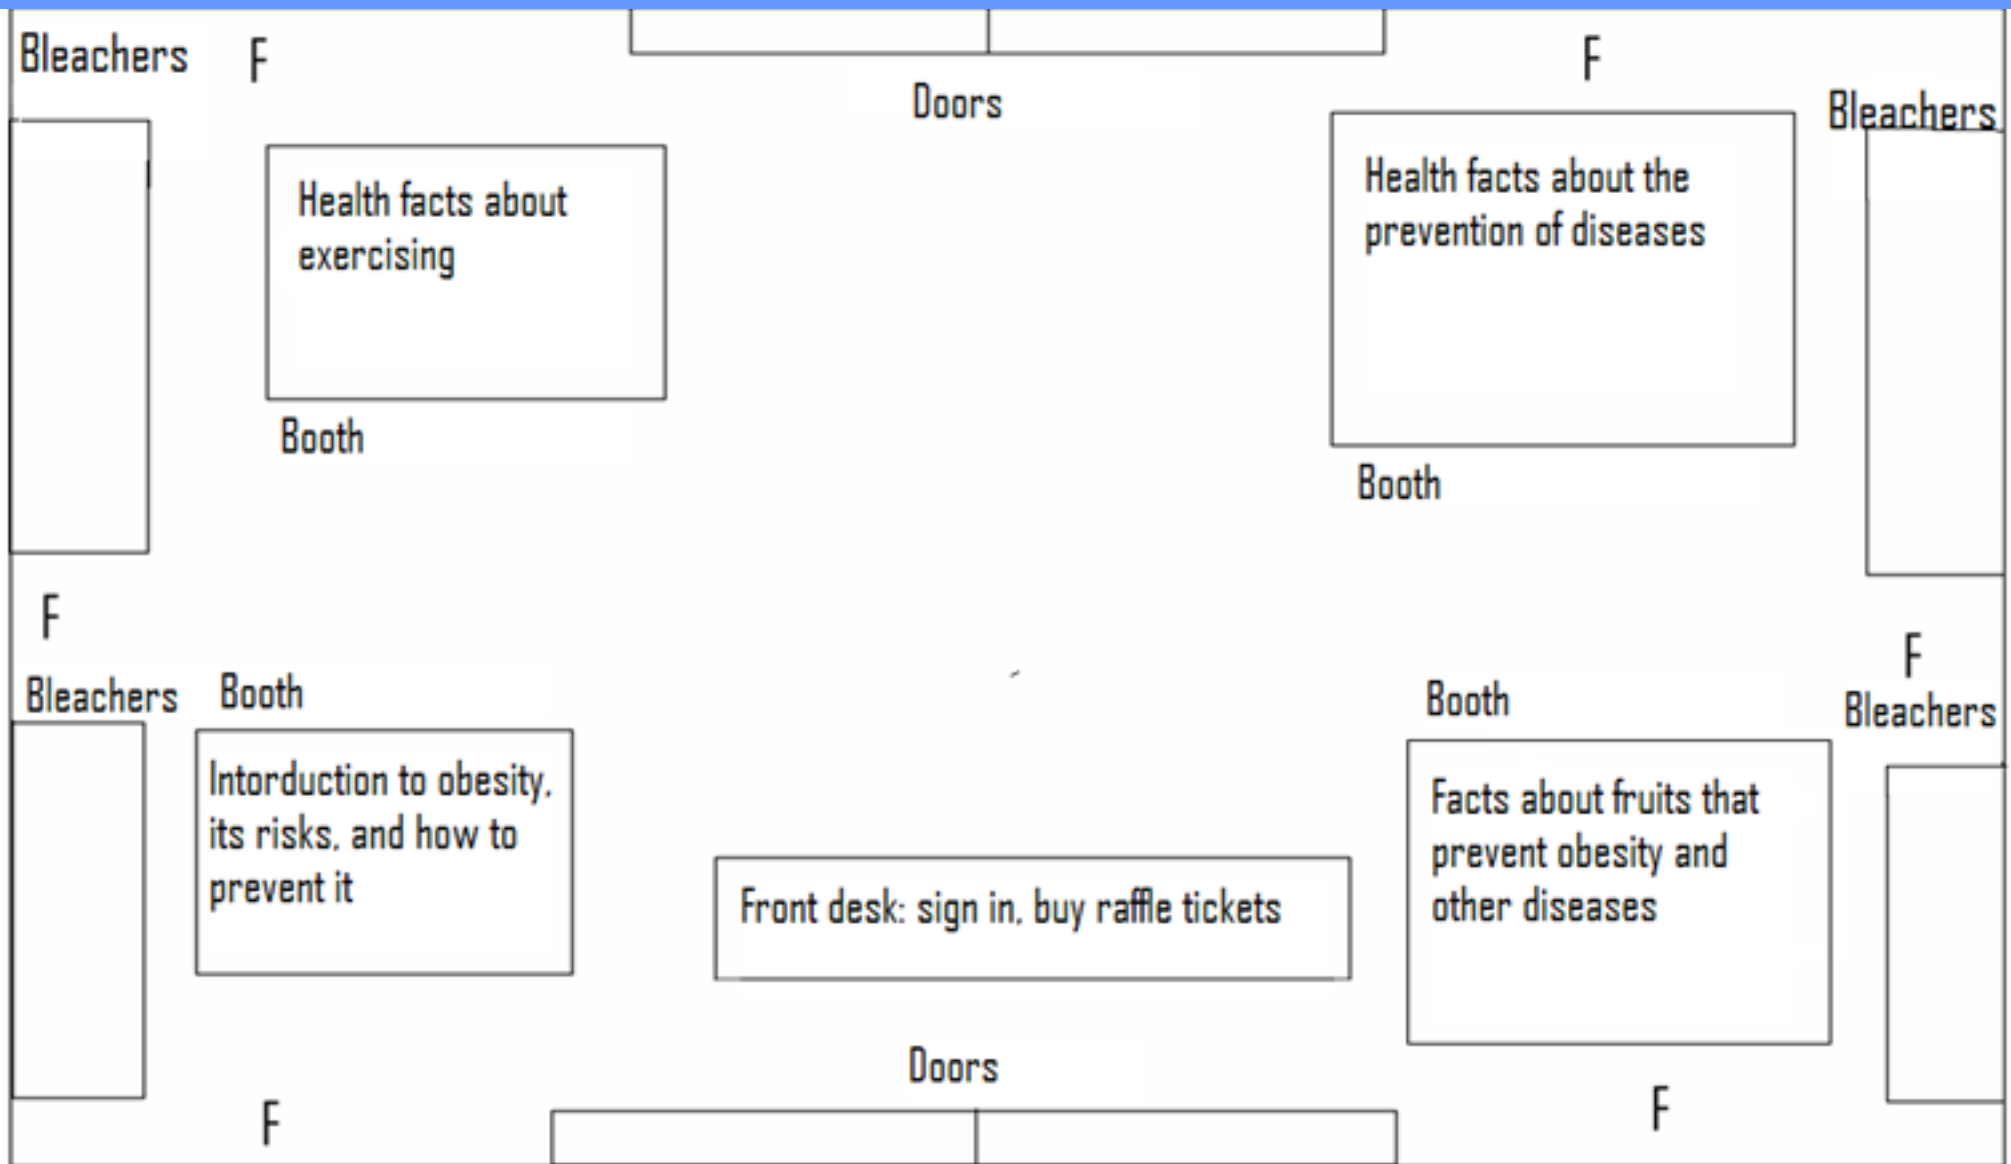 Bleachers
F
Doors
F
Bleachers
Health facts about
exercising
Booth
Health facts about the
prevention of diseases
Booth
F
F
Bleachers
Booth
Intorduction to obesity,
its risks, and how to
prevent it
Front desk: sign in, buy raffle tickets
Booth
Bleachers
Facts about fruits that
prevent obesity and
other diseases
Doors
F
F